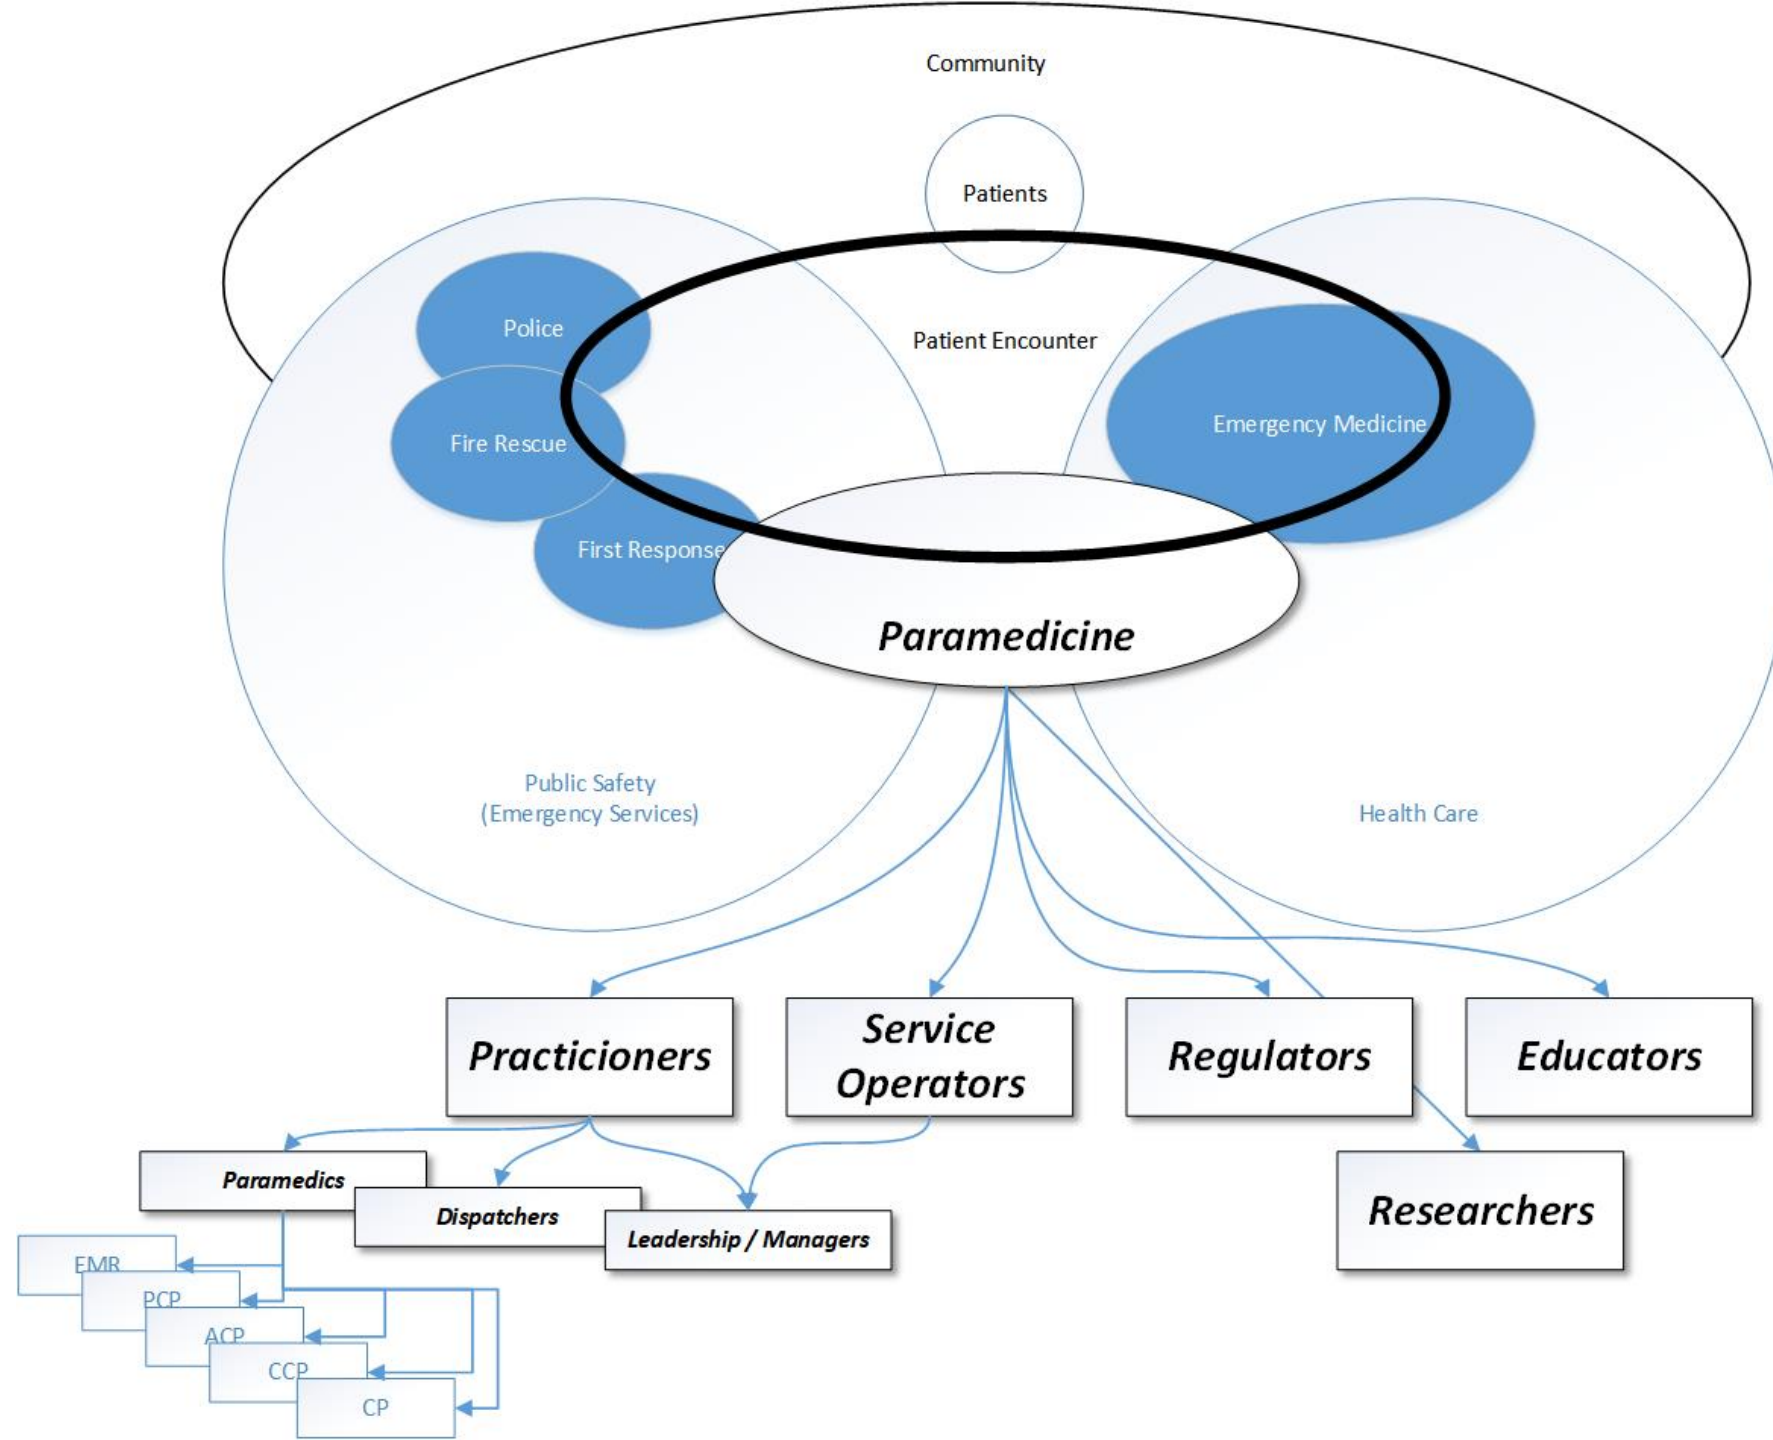 Community
Patients
Police
Patient Encounter
Emergency Medicine
Fire Rescue
First Response
Paramedicine
Public Safety
(Emergency Services)
Health Care
Practicioners
Service
Operators
Regulators
Educators
Paramedics
Dispatchers
Leadership / Managers
Researchers
EMR
PCP
ACP
CCP
CP